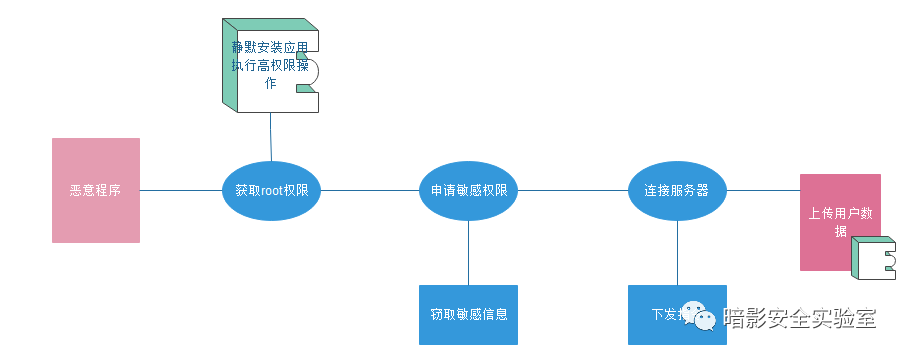 静默安装应用
执行高权限操
作
恶意程序
获取root权限
申请敏感权限
连接服务器
上传用户数
据
窃取敏感信息
下发
暗影安全实验室